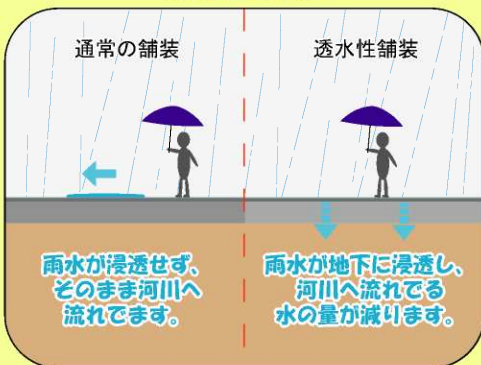 通常の舗装
透水性舗装
雨水が浸透せず、
そのまま河川へ
流れてます。
雨水が地下に浸透し、
河川へ流れてる
水の量が減ります。